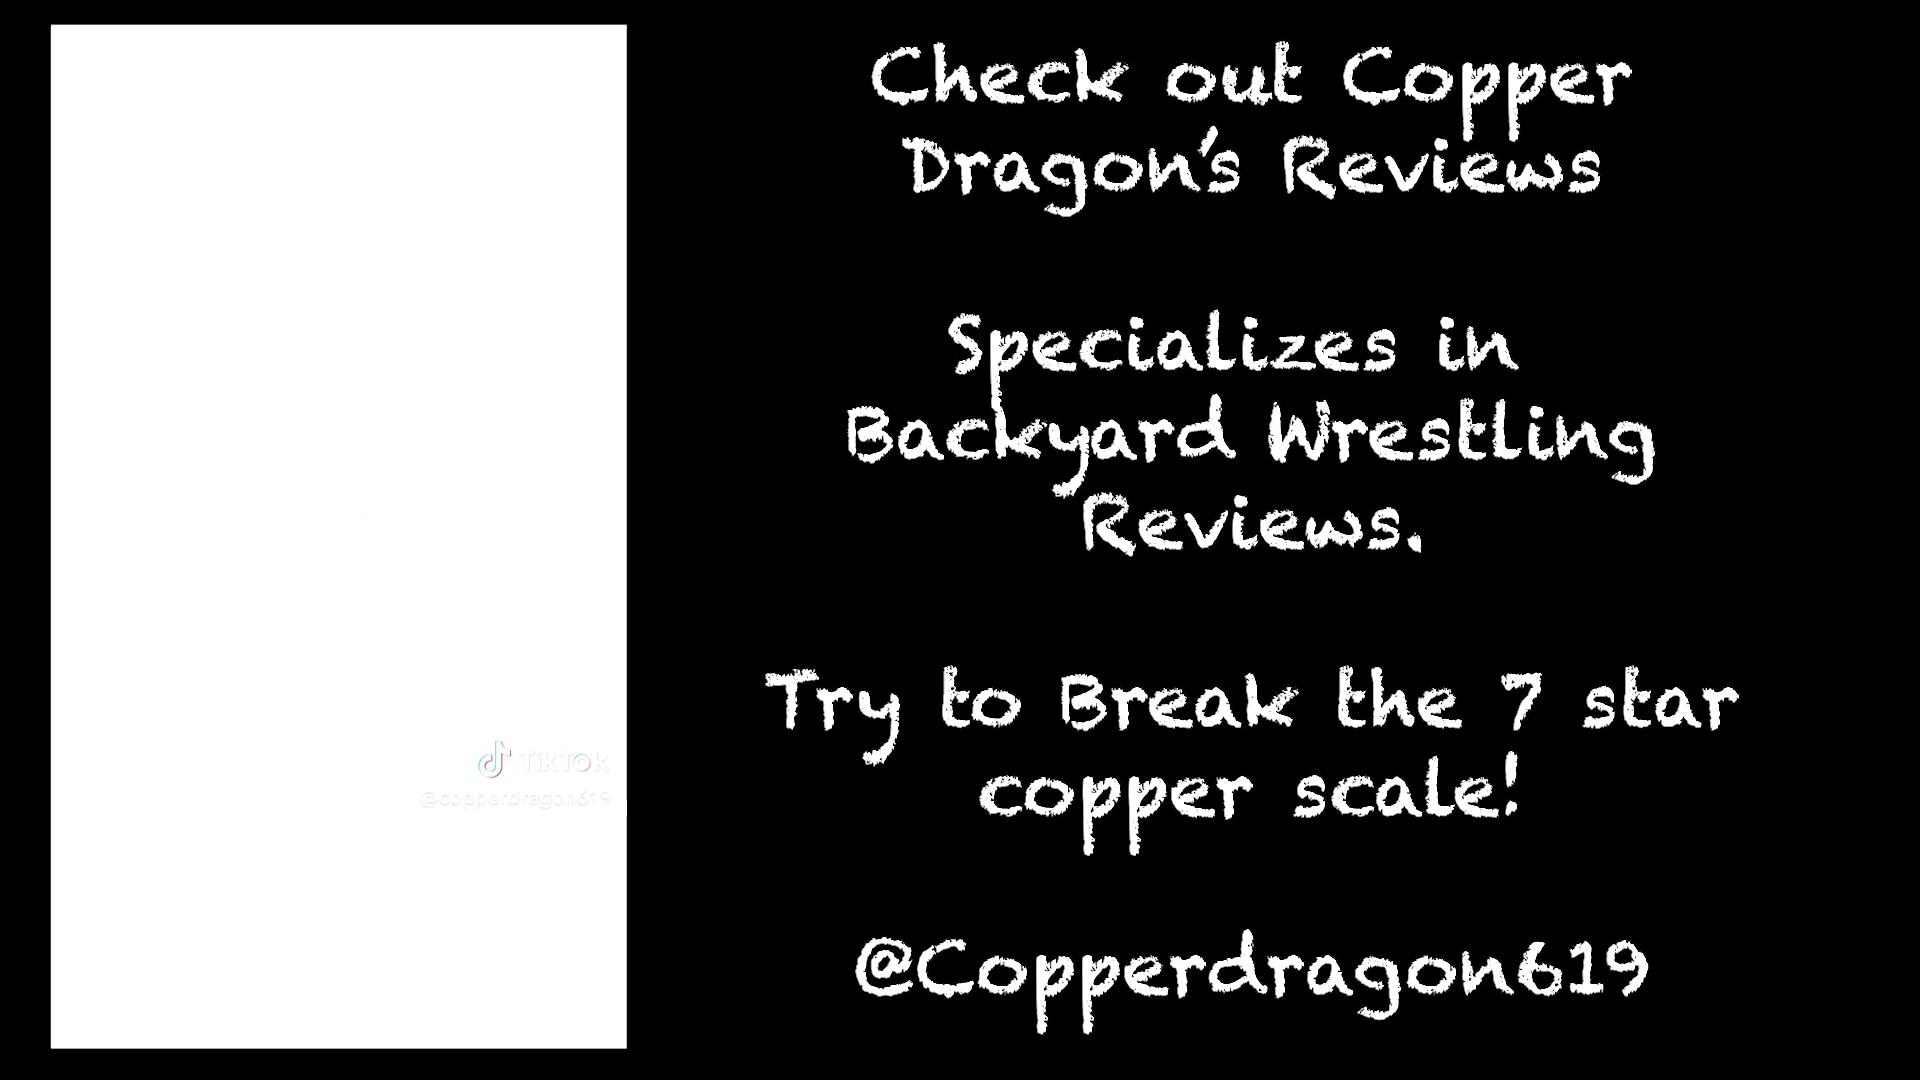 Check out Copper
Dragon's Reviews
Specializes in
Backyard Wrestling
Reviews.
Try to Break the 7 star
copper scale!
@Copperdragon619
TikTok
@copperdragon619